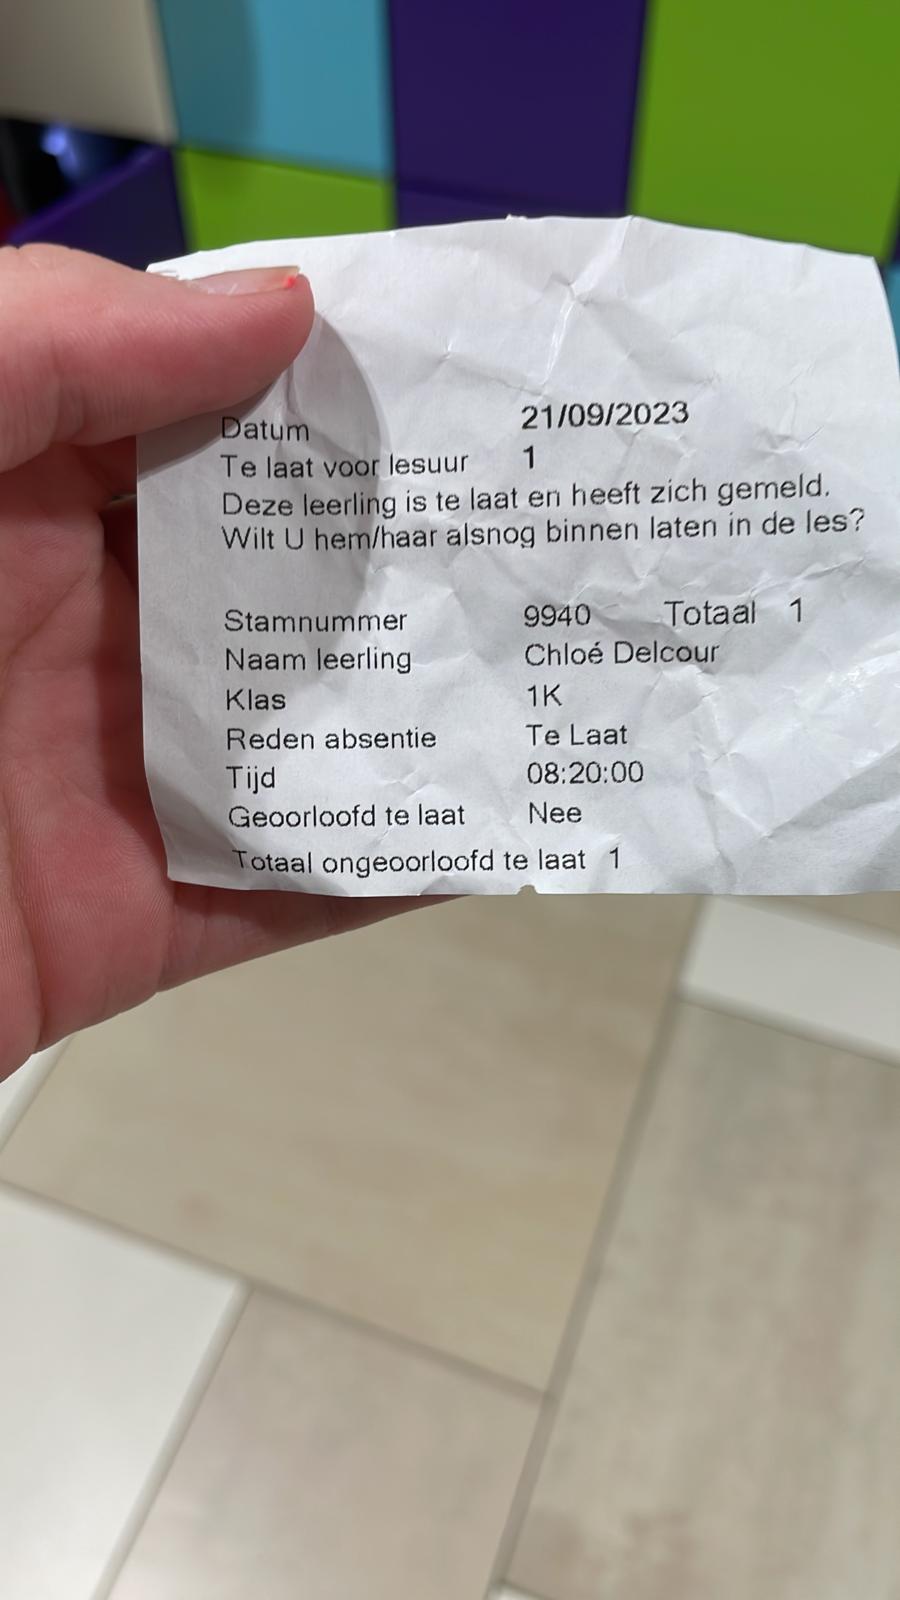 Datum 21/09/2023
Te laat voor lesuur 1
Deze leerling is te laat en heeft zich gemeld.
Wilt U hem/haar alsnog binnen laten in de les?
Stamnummer 9940 Totaal 1
Naam leerling Chloé Delcour
Klas 1K
Reden absentie Te Laat
Tijd 08:20:00
Geoorloofd te laat Nee
Totaal ongeoorloofd te laat 1